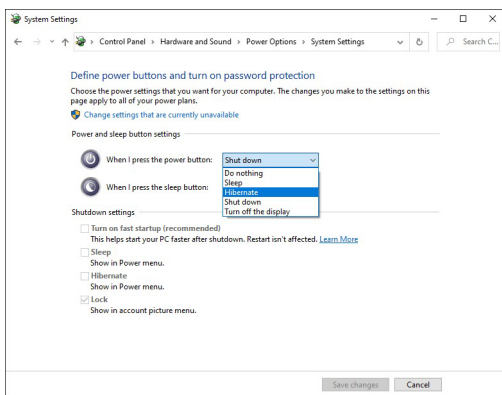 System Settings
Control Panel > Hardware and Sound > Power Options > System Settings
Search C...
Define power buttons and turn on password protection
Choose the power settings that you want for your computer. The changes you make to the settings on this
page apply to all of your power plans.
Change settings that are currently unavailable
Power and sleep button settings
When I press the power button: Shut down
Do nothing
Sleep
When I press the sleep button: Hibernate
Shut down
Turn off the display
Shutdown settings
Turn on fast startup (recommended)
This helps start your PC faster after shutdown. Restart isn't affected. Learn More
Sleep
Show in Power menu.
Hibernate
Show in Power menu.
Lock
Show in account picture menu.
Save changes Cancel